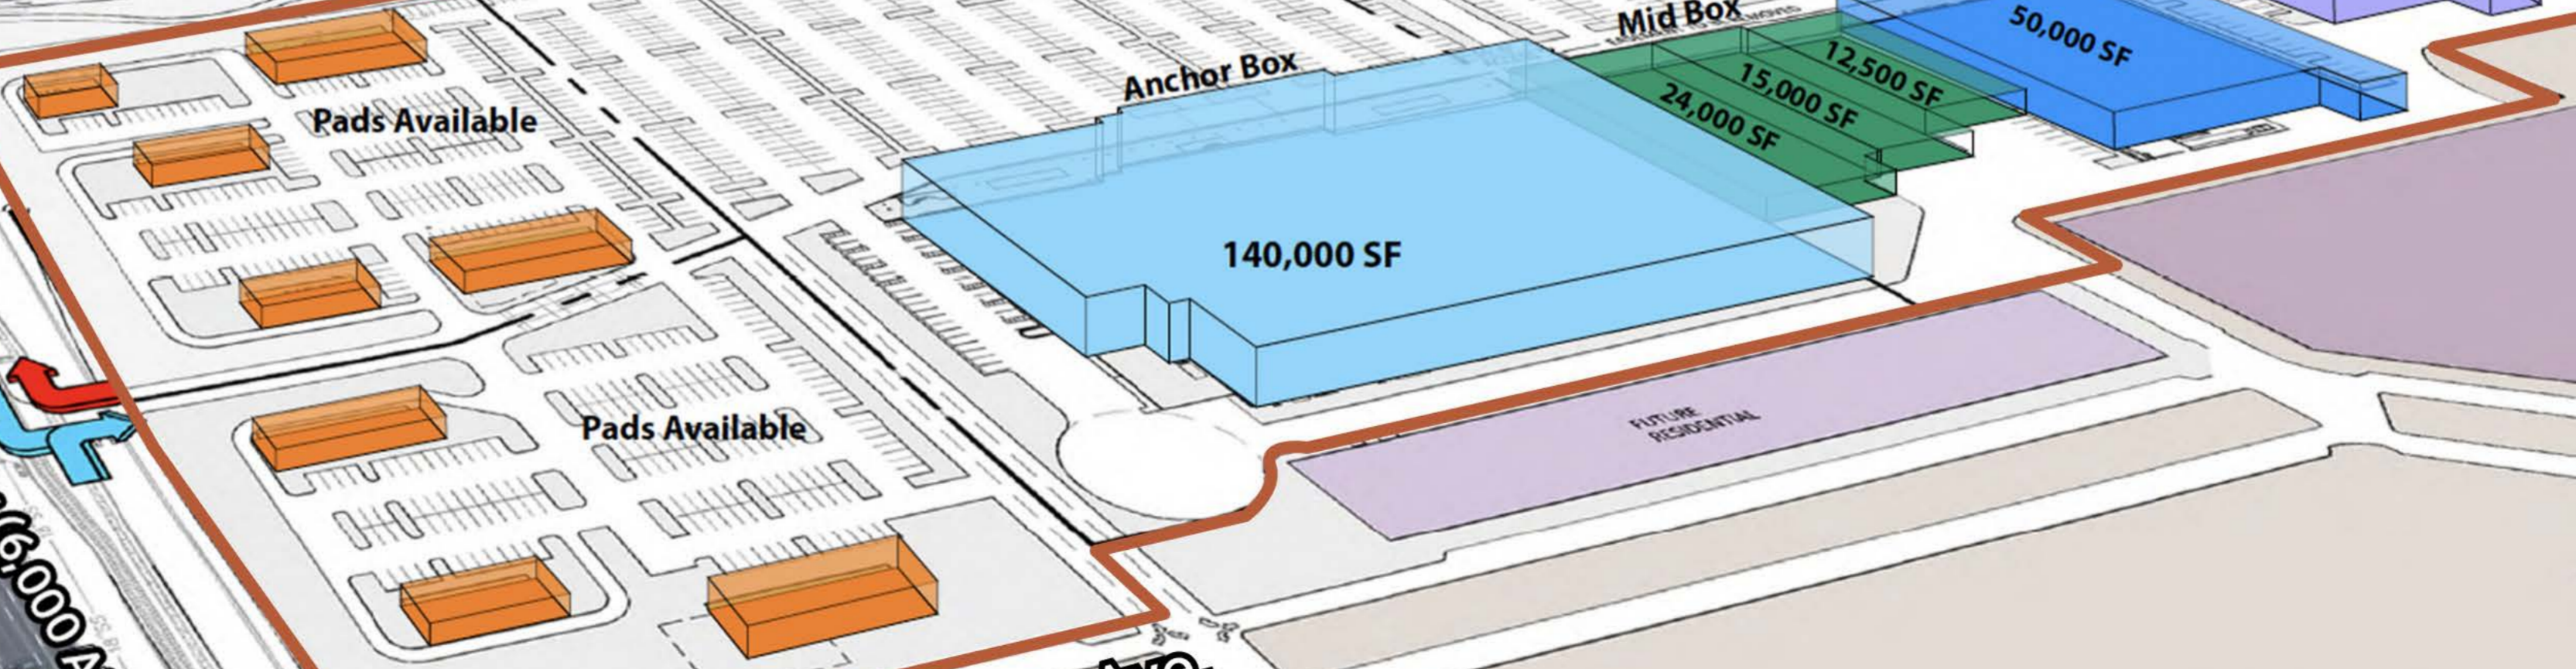 Mid Box
50,000 SF
Anchor Box
12,500 SF
15,000 SF
24,000 SF
Pads Available
140,000 SF
Pads Available
FUTURE
RESIDENTIAL